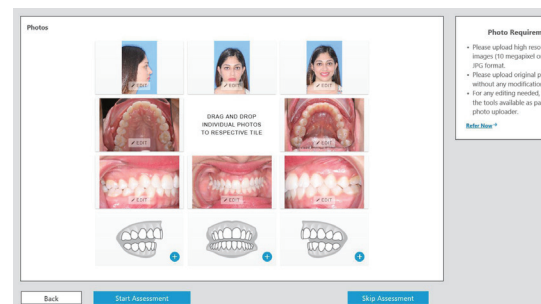 Photos
EDIT
EDIT
EDIT
EDIT
DRAG AND DROP
INDIVIDUAL PHOTOS
TO RESPECTIVE TILE
EDIT
EDIT
EDIT
EDIT
Back
Start Assessment
Skip Assessment
Photo Requirem
• Please upload high reso
images (10 megapixel o
JPG format.
• Please upload original p
without any modification
• For any editing needed,
the tools available as pa
photo uploader.
Refer Now